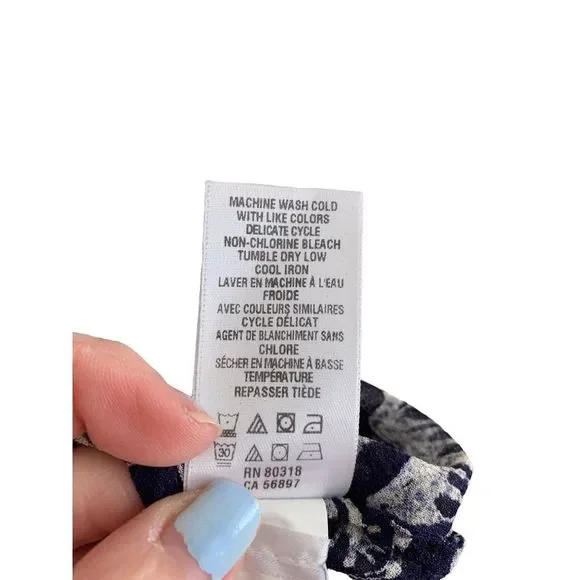 MACHINE WASH COLD
WITH LIKE COLORS
DELICATE CYCLE
NON-CHLORINE BLEACH
TUMBLE DRY LOW
COOL IRON
LAVER EN MACHINE À L'EAU
FROIDE
AVEC COULEURS SIMILAIRES
CYCLE DÉLICAT
AGENT DE BLANCHIMENT SANS
CHLORE
SÉCHER EN MACHINE À BASSE
TEMPÉRATURE
REPASSER TIÈDE
30
RN 80318
CA 56897